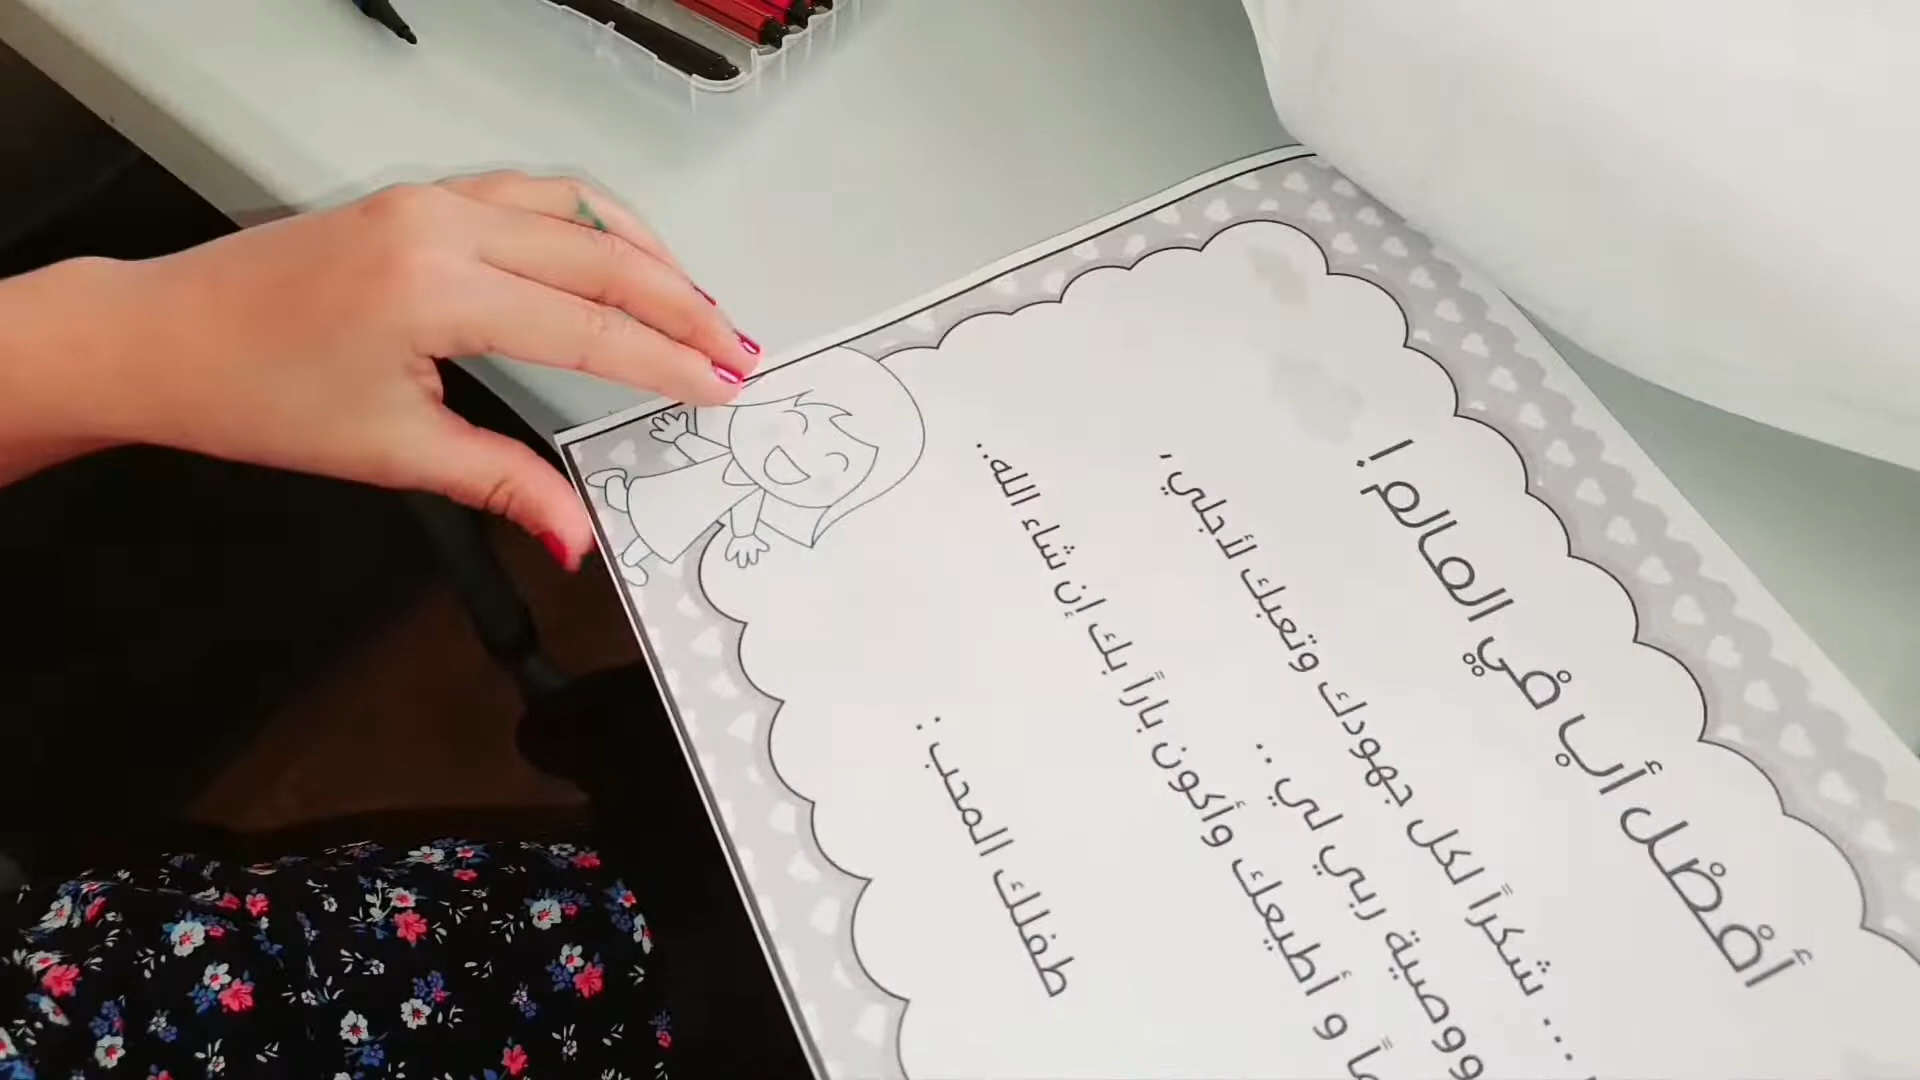 أفضل أب في العالم !
... شكراً لكل جهودك وتعبك لأجلي ،
ووصية ربي لي ..
و أطيعك وأكون باراً بك إن شاء الله..
طفلك المحب :